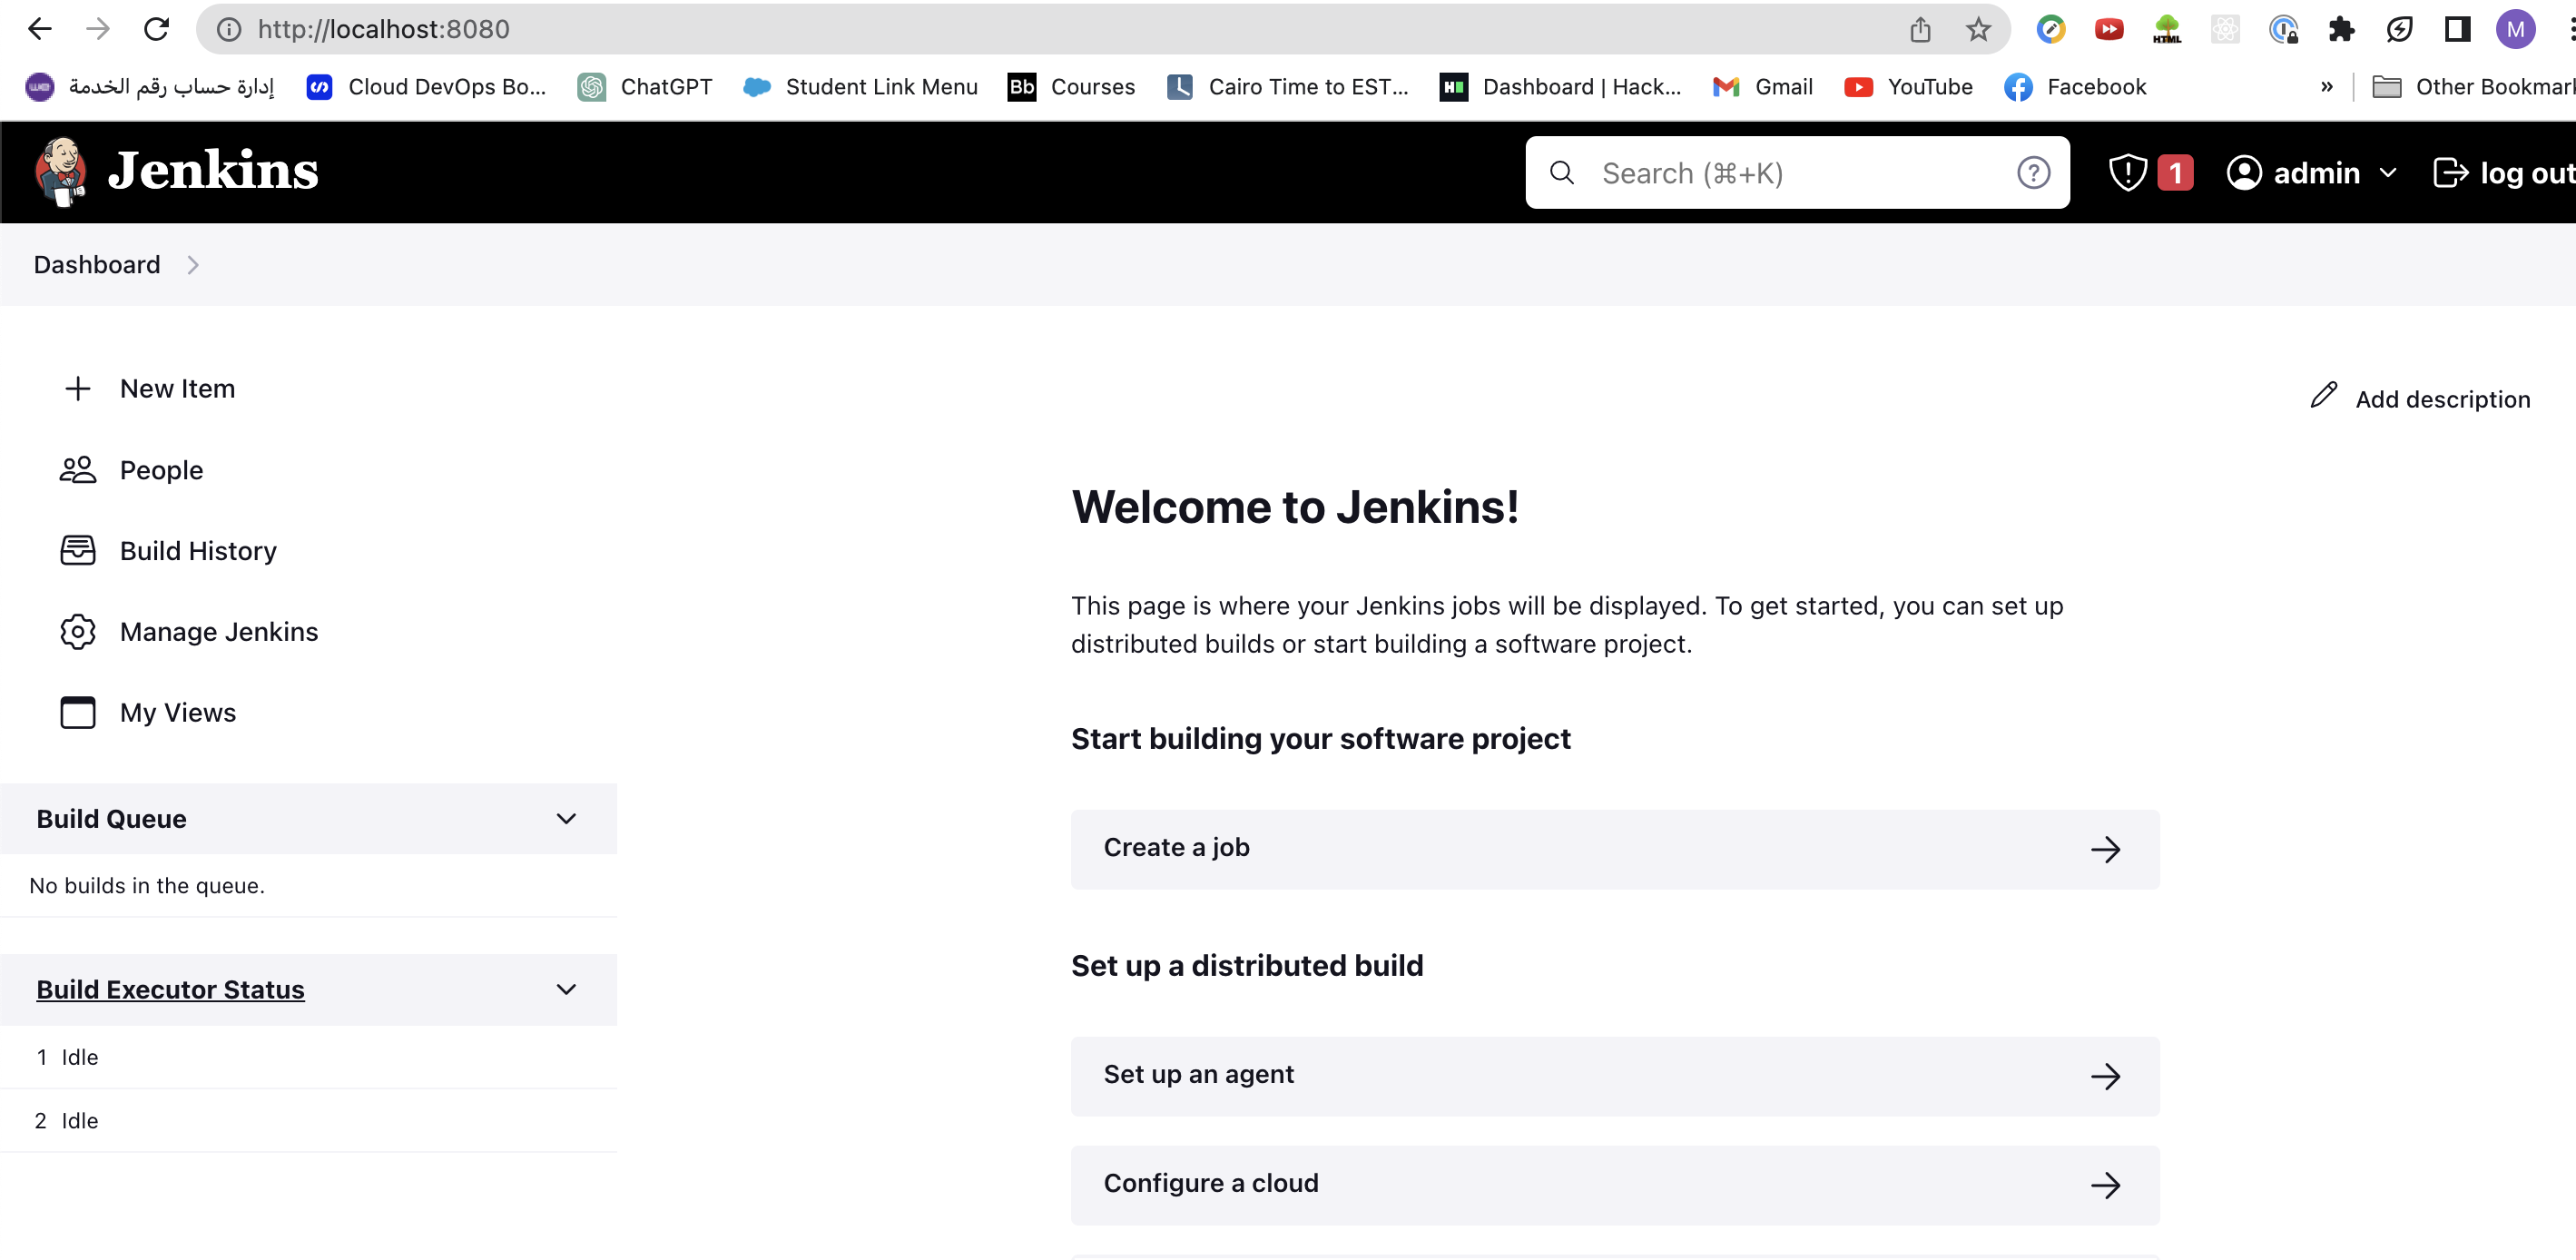 http://localhost:8080
إدارة حساب رقم الخدمة Cloud DevOps Bo... ChatGPT Student Link Menu Bb Courses Cairo Time to EST... Dashboard | Hack... Gmail YouTube Facebook » Other Bookmark
Jenkins Search (⌘+K) 1 admin log out
Dashboard
New Item
Add description
People
Build History
Manage Jenkins
My Views
Build Queue
No builds in the queue.
Build Executor Status
1 Idle
2 Idle
Welcome to Jenkins!
This page is where your Jenkins jobs will be displayed. To get started, you can set up
distributed builds or start building a software project.
Start building your software project
Create a job
Set up a distributed build
Set up an agent
Configure a cloud